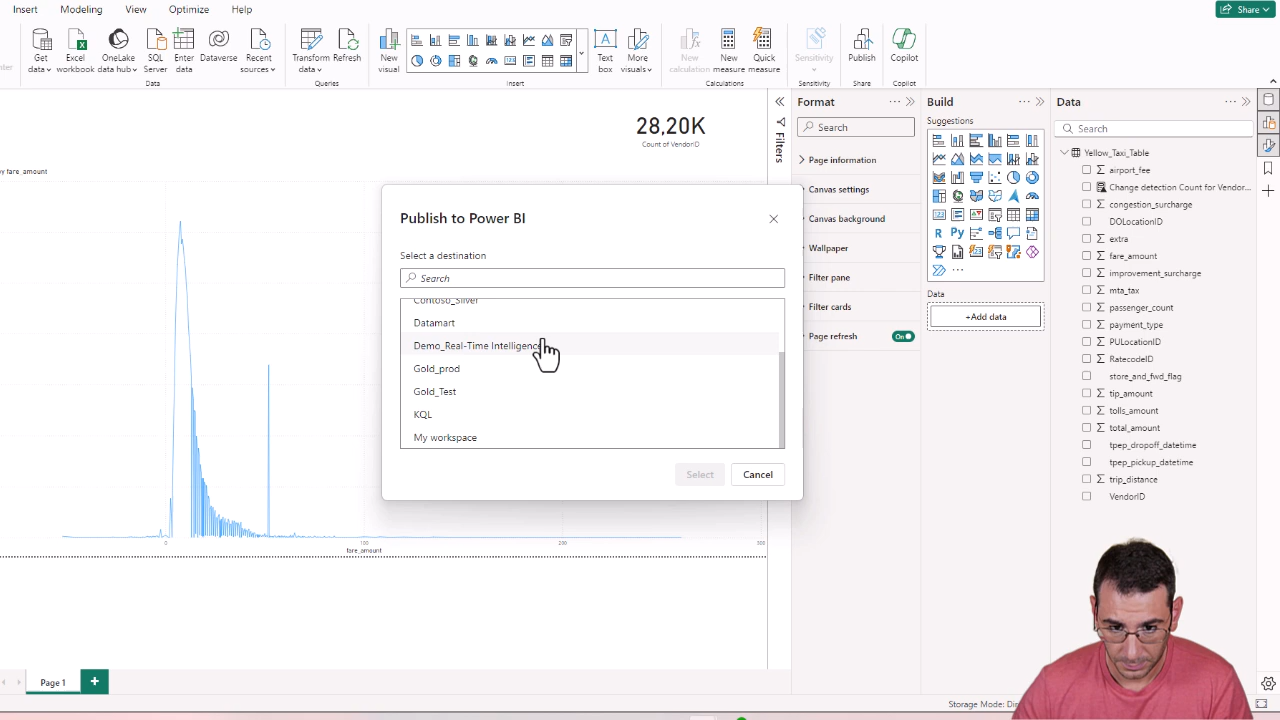 Insert Modeling View Optimize Help
Share
Get data
Excel workbook
OneLake data hub
SQL Server
Enter data
Dataverse
Recent sources
Transform data
Refresh
New visual
Text box
More visuals
New calculation
New measure
Quick measure
Sensitivity
Publish
Copilot
Data
Queries
Insert
Calculations
Sensitivity
Share
Copilot
28,20K
Count of VendorID
by fare_amount
0
100
200
300
fare_amount
Filters
Publish to Power BI
Select a destination
Search
Contoso_Silver
Datamart
Demo_Real-Time Intelligence
Gold_prod
Gold_Test
KQL
My workspace
Select
Cancel
Format
Search
Page information
Canvas settings
Canvas background
Wallpaper
Filter pane
Filter cards
Page refresh
On
Build
Suggestions
R
Py
Data
+Add data
Data
Search
Yellow_Taxi_Table
airport_fee
Change detection Count for Vendor...
congestion_surcharge
DOLocationID
extra
fare_amount
improvement_surcharge
mta_tax
passenger_count
payment_type
PULocationID
RatecodeID
store_and_fwd_flag
tip_amount
tolls_amount
total_amount
tpep_dropoff_datetime
tpep_pickup_datetime
trip_distance
VendorID
Page 1
Storage Mode: